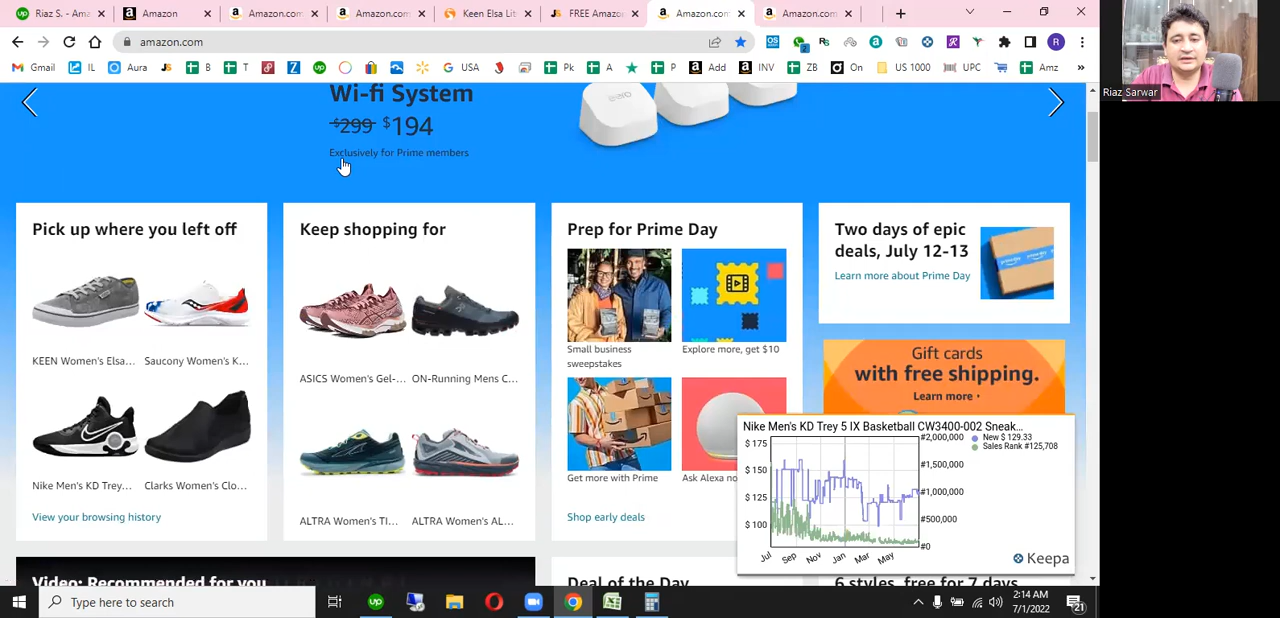 Riaz S. - Ama
Amazon
Amazon.com
Amazon.com
Keen Elsa Lit
FREE Amazon
Amazon.com
Amazon.com
amazon.com
Gmail
IL
Aura
B
T
USA
Pk
A
P
Add
INV
ZB
On
US 1000
UPC
Amz
»
Riaz Sarwar
Wi-fi System
$299 $194
Exclusively for Prime members
Pick up where you left off
KEEN Women's Elsa...
Saucony Women's K...
Nike Men's KD Trey...
Clarks Women's Clo...
View your browsing history
Keep shopping for
ASICS Women's Gel-...
ON-Running Mens C...
ALTRA Women's TI...
ALTRA Women's AL...
Prep for Prime Day
Small business
sweepstakes
Explore more, get $10
Get more with Prime
Ask Alexa no
Shop early deals
Two days of epic
deals, July 12-13
Learn more about Prime Day
Gift cards
with free shipping.
Learn more ›
Nike Men's KD Trey 5 IX Basketball CW3400-002 Sneak...
$ 175
$ 150
$ 125
$ 100
#2,000,000
#1,500,000
#1,000,000
#500,000
#0
New $ 129.33
Sales Rank #125,708
Jul
Sep
Nov
Jan
Mar
May
Keepa
Video: Recommended for you
Deal of the Day
6 styles, free for 7 days
Type here to search
2:14 AM
7/1/2022
21